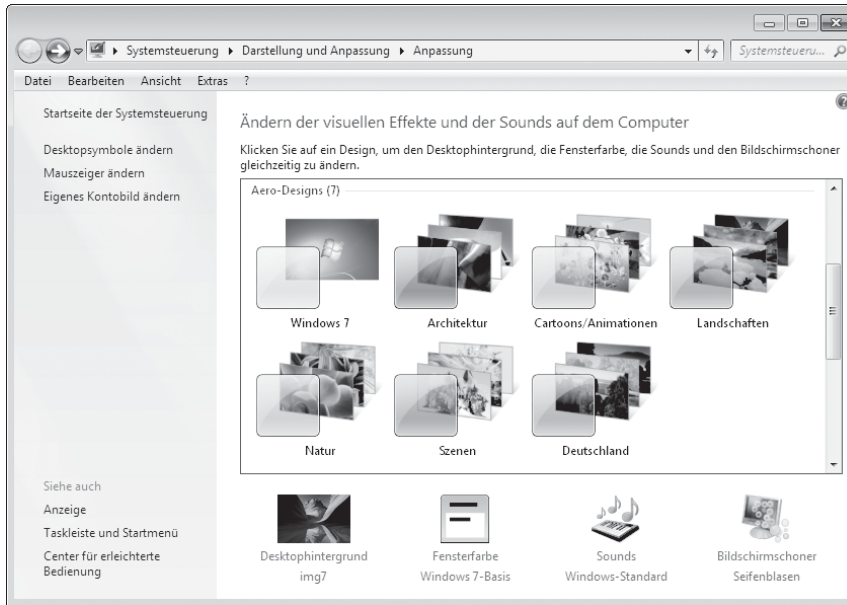 Systemsteuerung ▸ Darstellung und Anpassung ▸ Anpassung
Systemsteueru...
Datei Bearbeiten Ansicht Extras ?
Startseite der Systemsteuerung
Desktopsymbole ändern
Mauszeiger ändern
Eigenes Kontobild ändern
Ändern der visuellen Effekte und der Sounds auf dem Computer
Klicken Sie auf ein Design, um den Desktophintergrund, die Fensterfarbe, die Sounds und den Bildschirmschoner
gleichzeitig zu ändern.
Aero-Designs (7)
Windows 7 Architektur Cartoons/Animationen Landschaften
Natur Szenen Deutschland
Siehe auch
Anzeige
Taskleiste und Startmenü
Center für erleichterte
Bedienung
Desktophintergrund Fensterfarbe Sounds Bildschirmschoner
img7 Windows 7-Basis Windows-Standard Seifenblasen